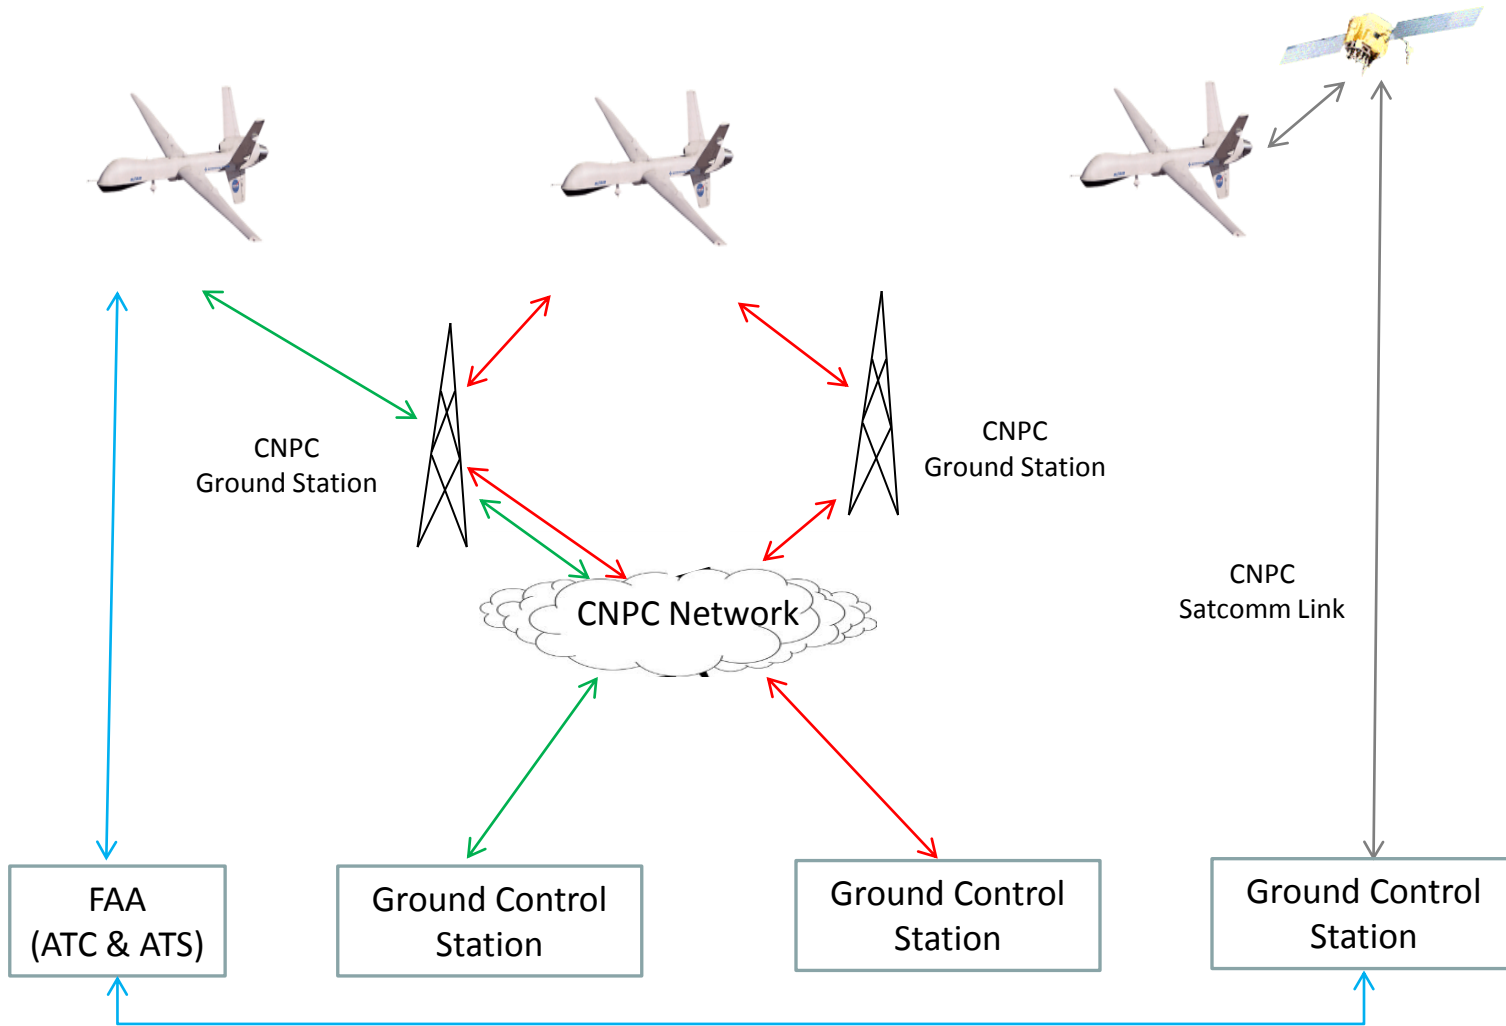 CNPC
Ground Station
CNPC
Ground Station
CNPC Network
CNPC
Satcomm Link
FAA
(ATC & ATS)
Ground Control
Station
Ground Control
Station
Ground Control
Station